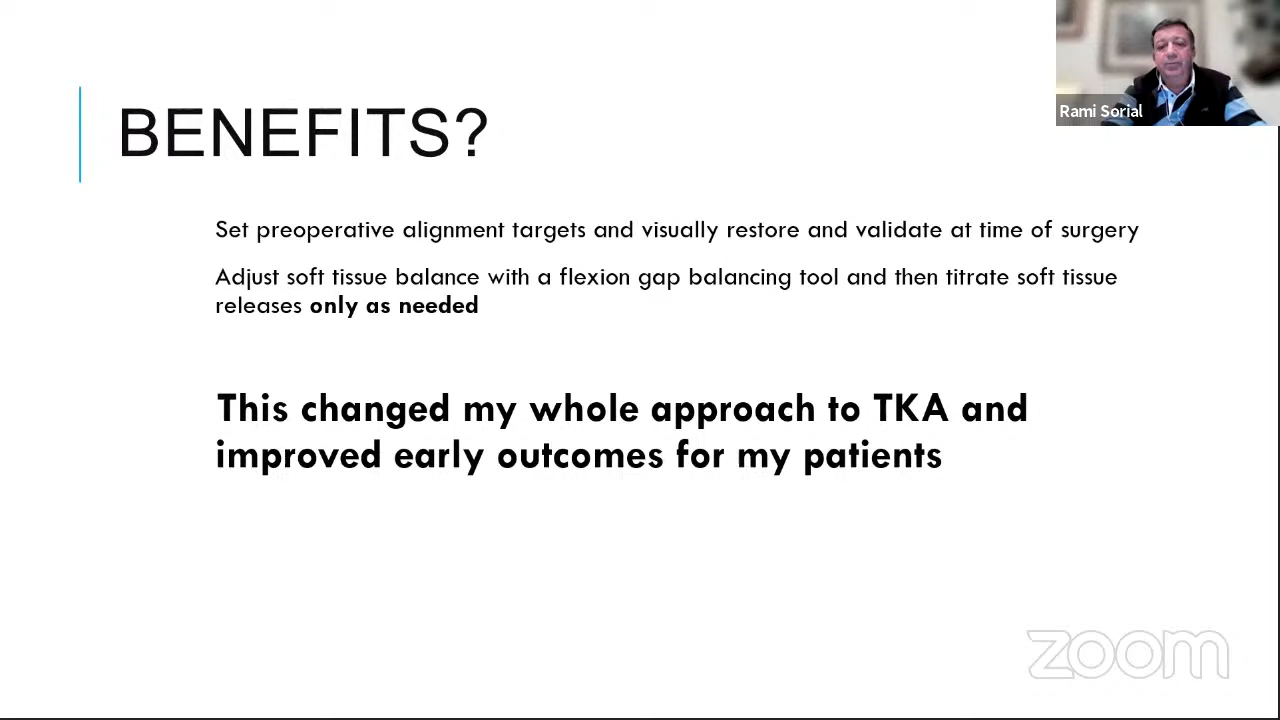 Rami Sorial
BENEFITS?
Set preoperative alignment targets and visually restore and validate at time of surgery
Adjust soft tissue balance with a flexion gap balancing tool and then titrate soft tissue
releases only as needed
This changed my whole approach to TKA and
improved early outcomes for my patients
zoom